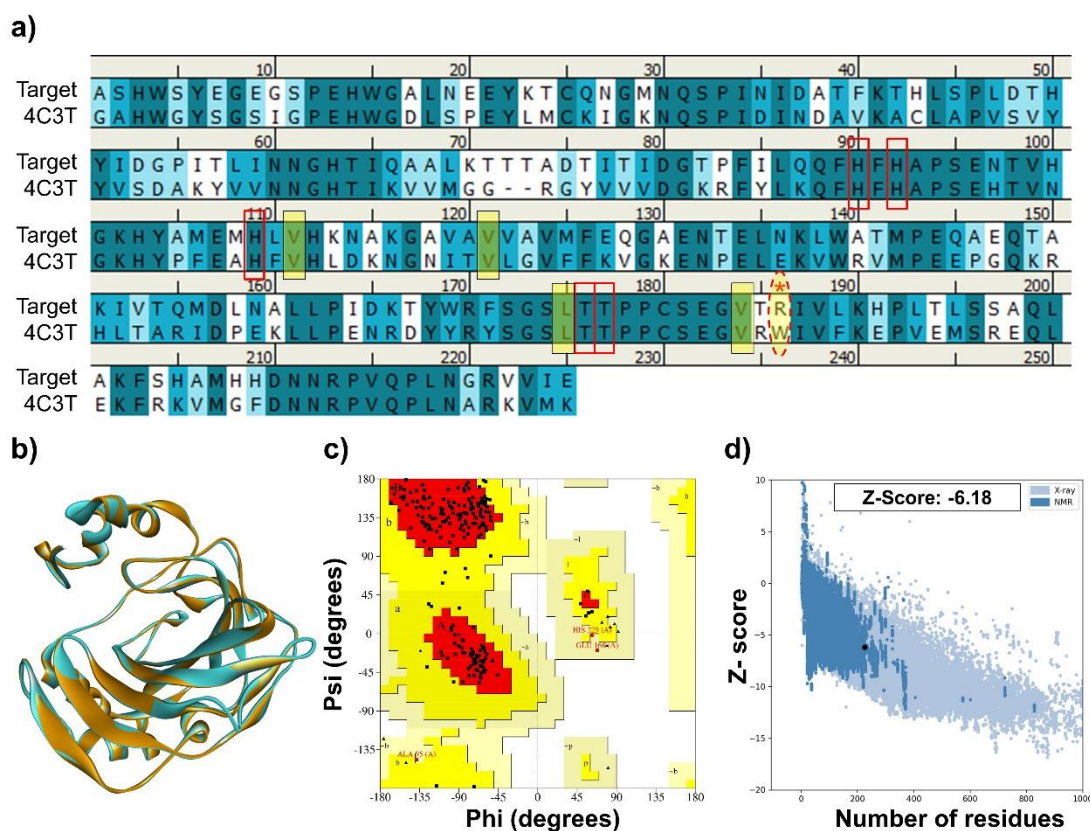 a)
10 20 30 40 50
Target ASHWSYEGEGSPEHWGALNEEYKTCQNGMNQSPINIDATFKTHLSPLDTH
4C3T GAHWGYSGSIGPEHWGDLSPEYLMCKIGKNQSPIDINDAVKACLAPVSVY
60 70 80 90 100
Target YIDGPITLINNGHTIQAALKTTTADTITIDGTPFILQQFHFHAPSENTVH
4C3T YVSDAKYVVNNGHTIKVVMGG--RGYVVVDGKRFYLKQFHFHAPSEHTVN
110 120 130 140 150
Target GKHYAMEMHLVHKNAKGAVAVVAVMFEQGAENTELNKLWATMPEQAEQTA
4C3T GKHYPFEAHFVHLDKNGNITVLGVFFKVGKENPELEKVWRVMPEEPGQKR
160 170 180 190 200
*
Target KIVTQMDLNALLPIDKTYWRFSGSLTTPPCSEGVTRIVLKHPLTLSSAQL
4C3T HLTARIDPEKLLPENRDYYRYSGSLTTPPCSEGVRWIVFKEPVEMSREQL
210 220 230 240 250
Target AKFSHAMHHDNNRPVQPLNGRVVIE
4C3T EKFRKVMGFDNNRPVQPLNARKVMK
b)
c)
Psi (degrees)
180
135
90
45
0
-45
-90
-135
-180 -135 -90 -45 0 45 90 135 180
Phi (degrees)
b
a
A
~a
~b
~b
~b
~b
b
l
~l
p
~p
~b
HIS 229 (A)
GLU 168 (A)
ALA 95 (A)
d)
Z-Score: -6.18
X-ray
NMR
Z- score
10
5
0
-5
-10
-15
-20
0 200 400 600 800 1000
Number of residues